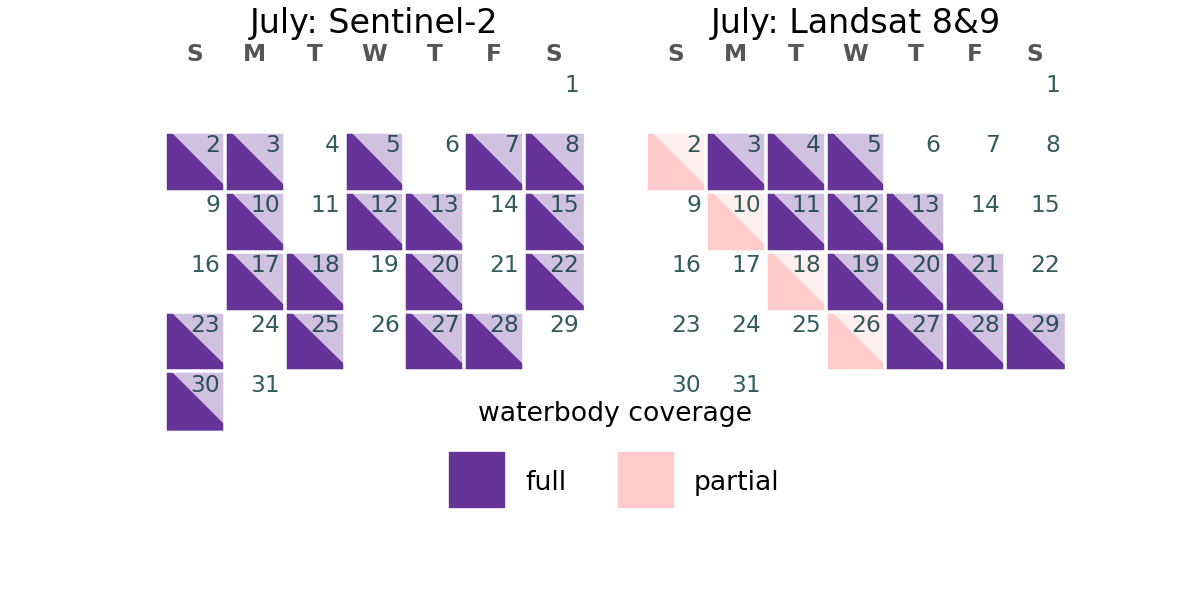 July: Sentinel-2
S M T W T F S
1
2 3 4 5 6 7 8
9 10 11 12 13 14 15
16 17 18 19 20 21 22
23 24 25 26 27 28 29
30 31
July: Landsat 8&9
S M T W T F S
1
2 3 4 5 6 7 8
9 10 11 12 13 14 15
16 17 18 19 20 21 22
23 24 25 26 27 28 29
30 31
waterbody coverage
full partial